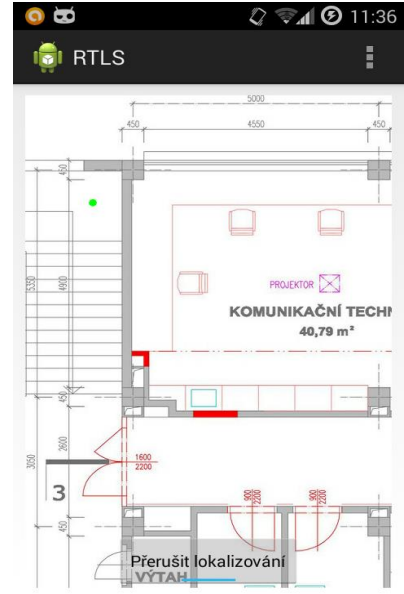 11:36
RTLS
5000
450 4550 450
450
5350 4900
PROJEKTOR
KOMUNIKAČNÍ TECHN
40,79 m²
450
3050 2600
1600
2200
3
900 900
2200 2200
450
Přerušit lokalizování
VÝTAH